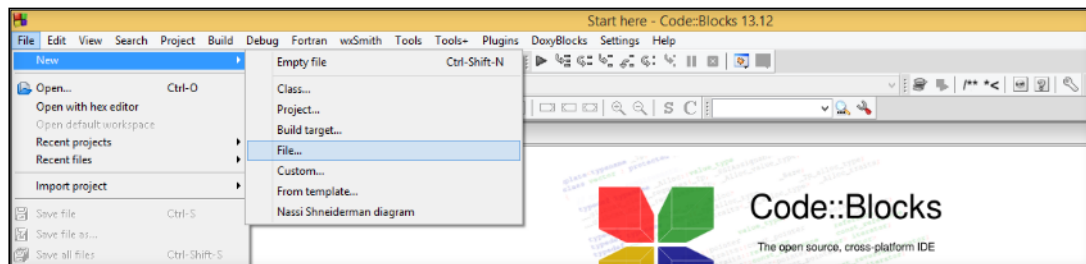 Start here - Code::Blocks 13.12
File Edit View Search Project Build Debug Fortran wxSmith Tools Tools+ Plugins DoxyBlocks Settings Help
New
Open... Ctrl-O
Open with hex editor
Open default workspace
Recent projects
Recent files
Import project
Save file Ctrl-S
Save file as...
Save all files Ctrl-Shift-S
Empty file Ctrl-Shift-N
Class...
Project...
Build target...
File...
Custom...
From template...
Nassi Shneiderman diagram
/** *<
S C
Code::Blocks
The open source, cross-platform IDE